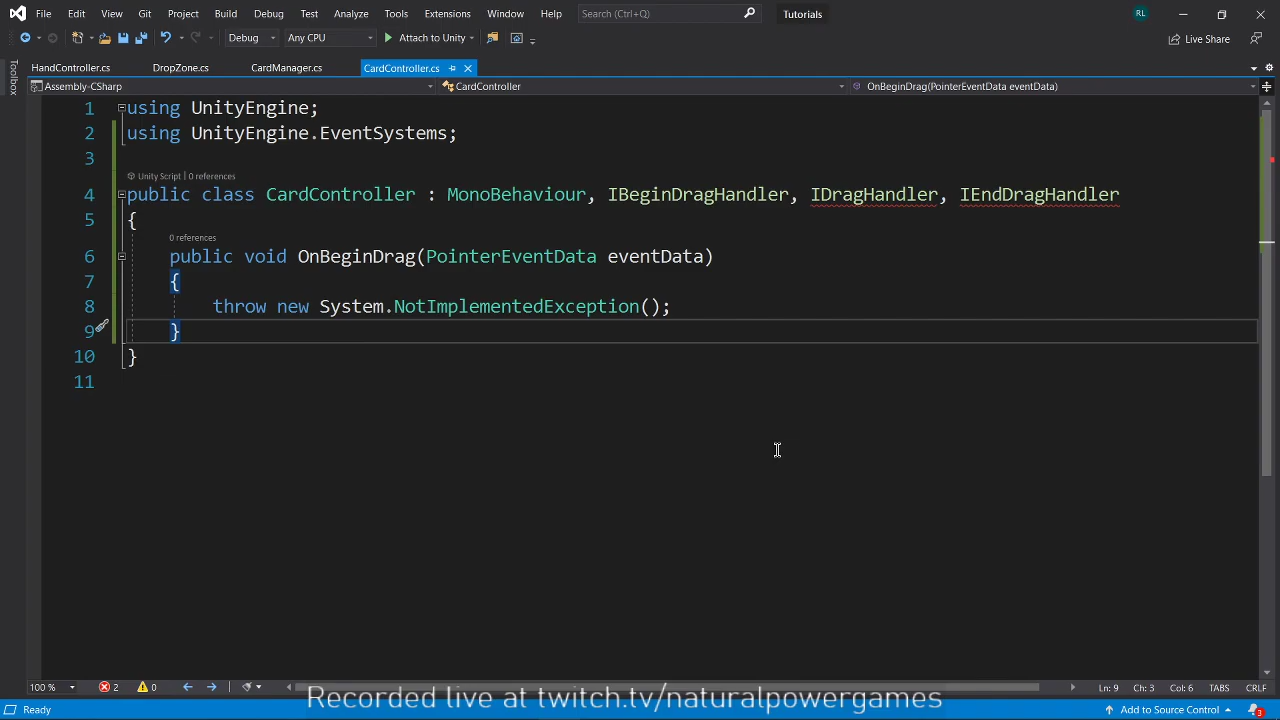 File Edit View Git Project Build Debug Test Analyze Tools Extensions Window Help Search (Ctrl+Q) Tutorials RL
Debug Any CPU Attach to Unity Live Share
HandController.cs DropZone.cs CardManager.cs CardController.cs
Assembly-CSharp CardController OnBeginDrag(PointerEventData eventData)
Toolbox
1 using UnityEngine;
2 using UnityEngine.EventSystems;
3
Unity Script | 0 references
4 public class CardController : MonoBehaviour, IBeginDragHandler, IDragHandler, IEndDragHandler
5 {
0 references
6 public void OnBeginDrag(PointerEventData eventData)
7 {
8 throw new System.NotImplementedException();
9 }
10 }
11
100 % 2 0 Ln: 9 Ch: 3 Col: 6 TABS CRLF
Recorded live at twitch.tv/naturalpowergames
Ready Add to Source Control 3